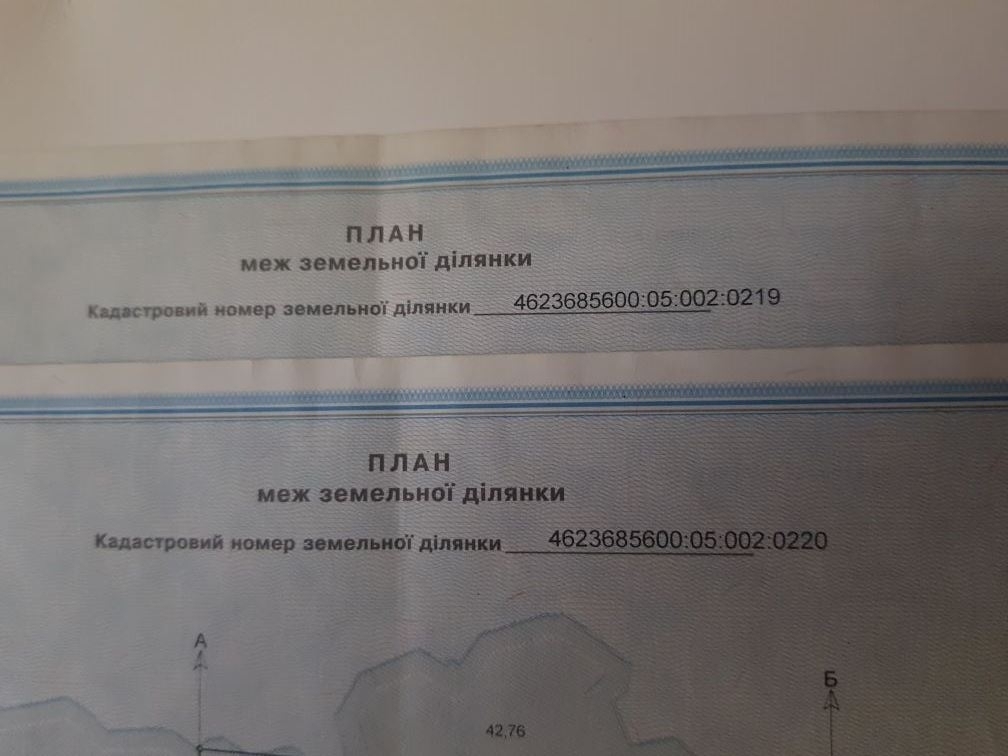 ПЛАН
меж земельної ділянки
Кадастровий номер земельної ділянки 4623685600:05:002:0219
ПЛАН
меж земельної ділянки
Кадастровий номер земельної ділянки 4623685600:05:002:0220
А
Б
42,76